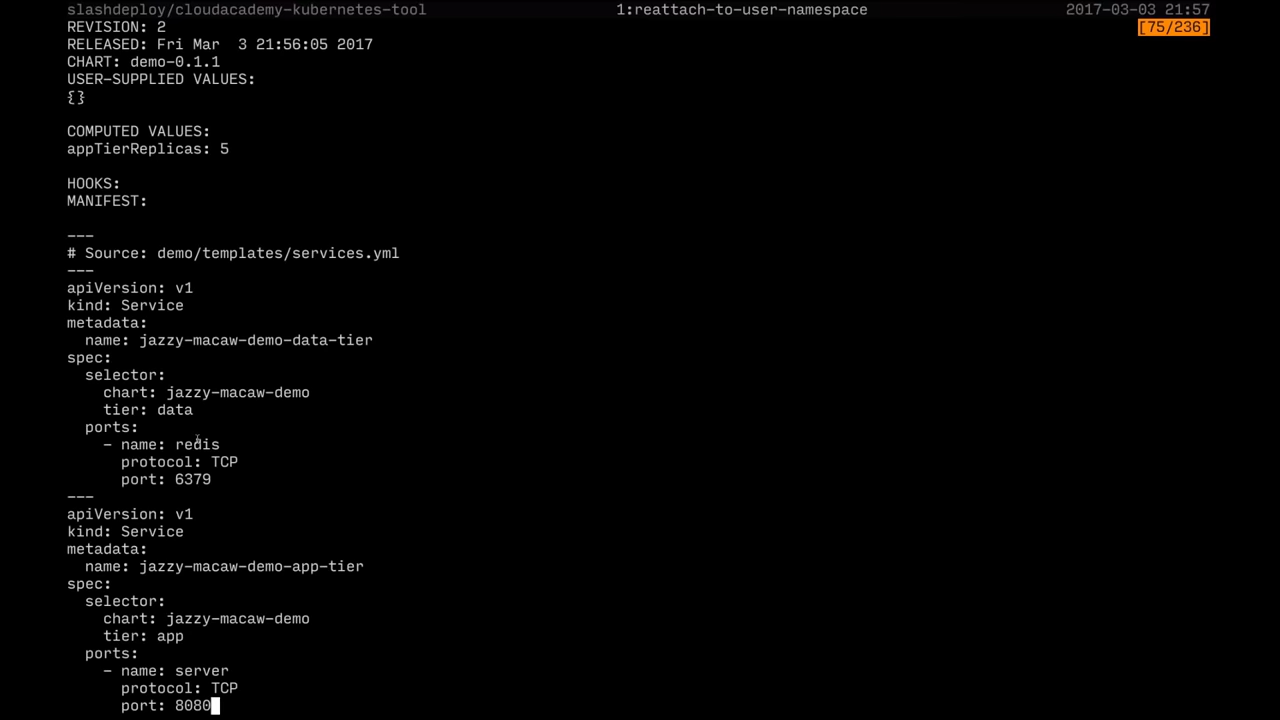 slashdeploy/cloudacademy-kubernetes-tool 1:reattach-to-user-namespace 2017-03-03 21:57
REVISION: 2 [75/236]
RELEASED: Fri Mar  3 21:56:05 2017
CHART: demo-0.1.1
USER-SUPPLIED VALUES:
{}

COMPUTED VALUES:
appTierReplicas: 5

HOOKS:
MANIFEST:

---
# Source: demo/templates/services.yml
---
apiVersion: v1
kind: Service
metadata:
  name: jazzy-macaw-demo-data-tier
spec:
  selector:
    chart: jazzy-macaw-demo
    tier: data
  ports:
    - name: redis
      protocol: TCP
      port: 6379
---
apiVersion: v1
kind: Service
metadata:
  name: jazzy-macaw-demo-app-tier
spec:
  selector:
    chart: jazzy-macaw-demo
    tier: app
  ports:
    - name: server
      protocol: TCP
      port: 8080